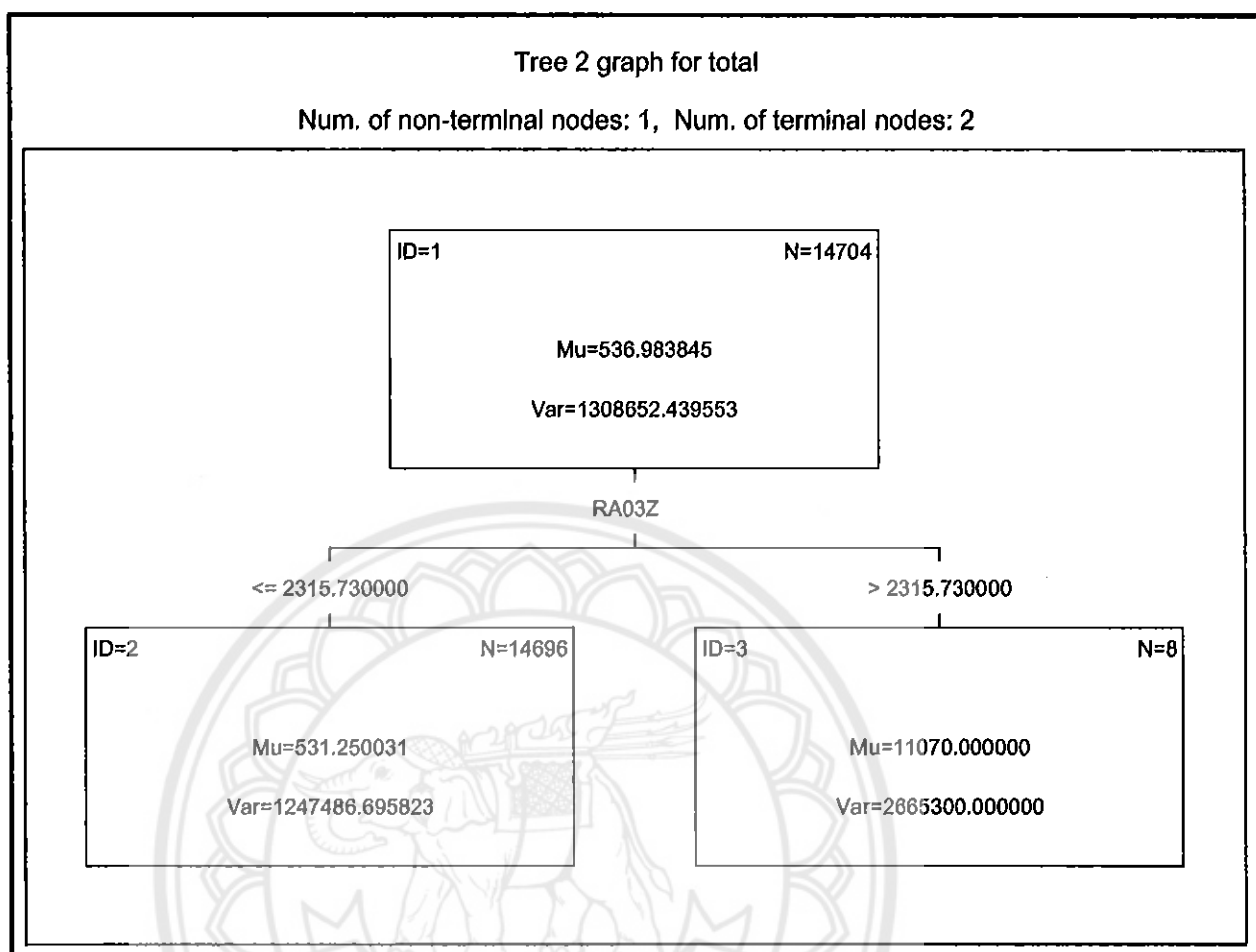 Tree 2 graph for total
Num. of non-terminal nodes: 1, Num. of terminal nodes: 2
ID=1 N=14704
Mu=536.983845
Var=1308652.439553
RA03Z
<= 2315.730000 > 2315.730000
ID=2 N=14696
Mu=531.250031
Var=1247486.695823
ID=3 N=8
Mu=11070.000000
Var=2665300.000000